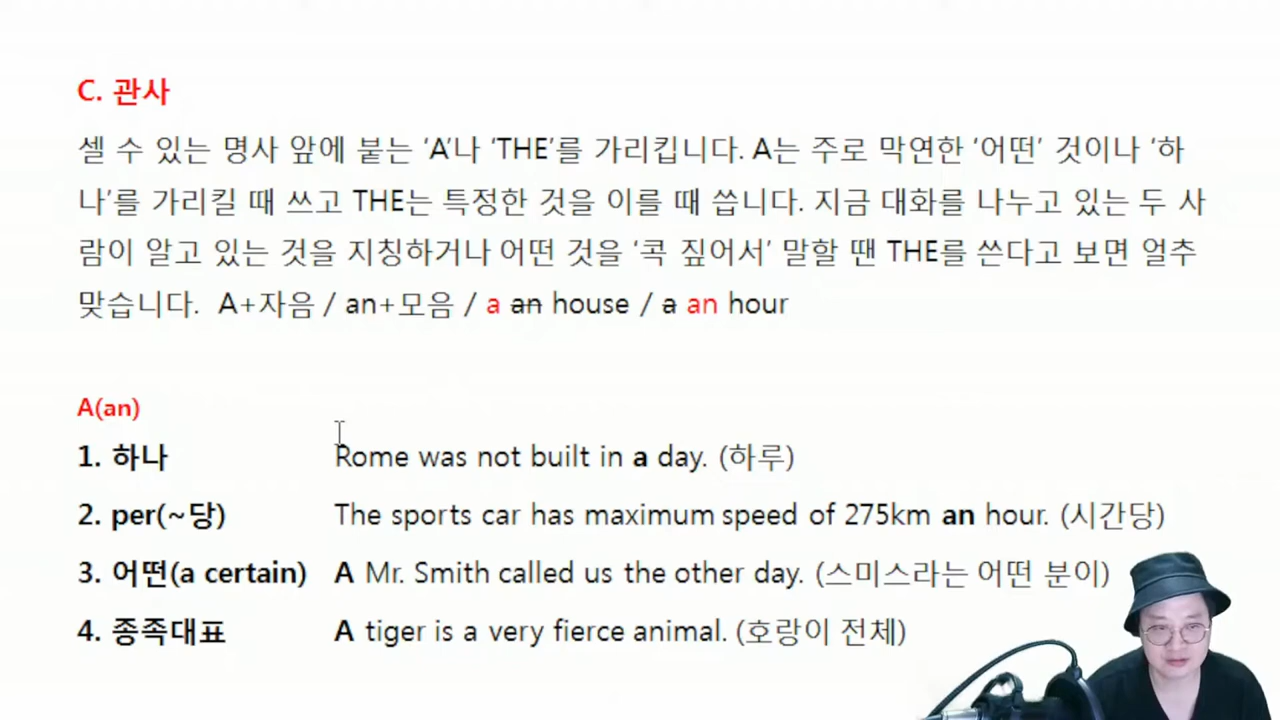 C. 관사
셀 수 있는 명사 앞에 붙는 ‘A’나 ‘THE’를 가리킵니다. A는 주로 막연한 ‘어떤’ 것이나 ‘하
나’를 가리킬 때 쓰고 THE는 특정한 것을 이를 때 씁니다. 지금 대화를 나누고 있는 두 사
람이 알고 있는 것을 지칭하거나 어떤 것을 ‘콕 짚어서’ 말할 땐 THE를 쓴다고 보면 얼추
맞습니다. A+자음 / an+모음 / a an house / a an hour
A(an)
1. 하나 Rome was not built in a day. (하루)
2. per(~당) The sports car has maximum speed of 275km an hour. (시간당)
3. 어떤(a certain) A Mr. Smith called us the other day. (스미스라는 어떤 분이)
4. 종족대표 A tiger is a very fierce animal. (호랑이 전체)